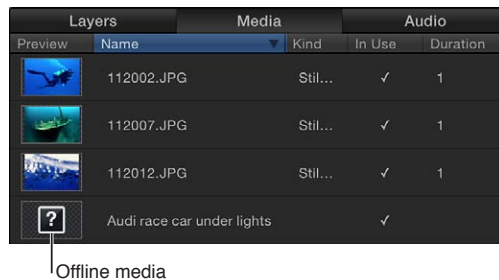 Layers Media Audio
Preview Name Kind In Use Duration
112002.JPG Stil... ✓ 1
112007.JPG Stil... ✓ 1
112012.JPG Stil... ✓ 1
? Audi race car under lights ✓
Offline media